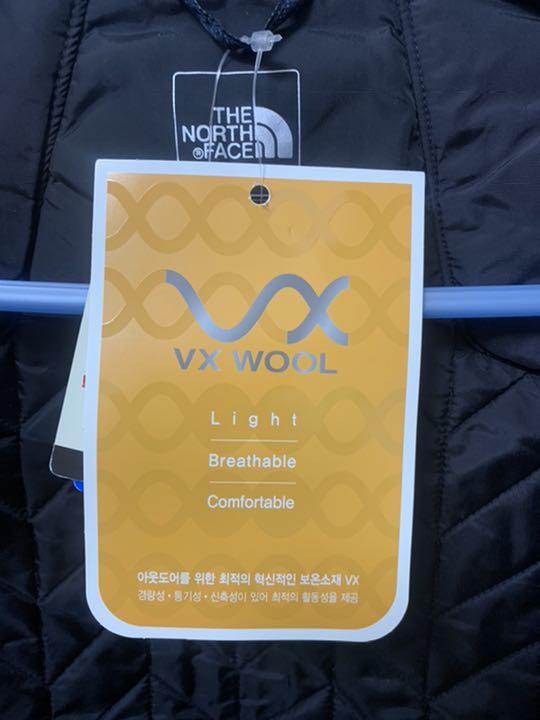 THE
NORTH
®FACE
VX
VX WOOL
Light
Breathable
Comfortable
아웃도어를 위한 최적의 혁신적인 보온소재 VX
경량성·통기성·신축성이 있어 최적의 활동성을 제공